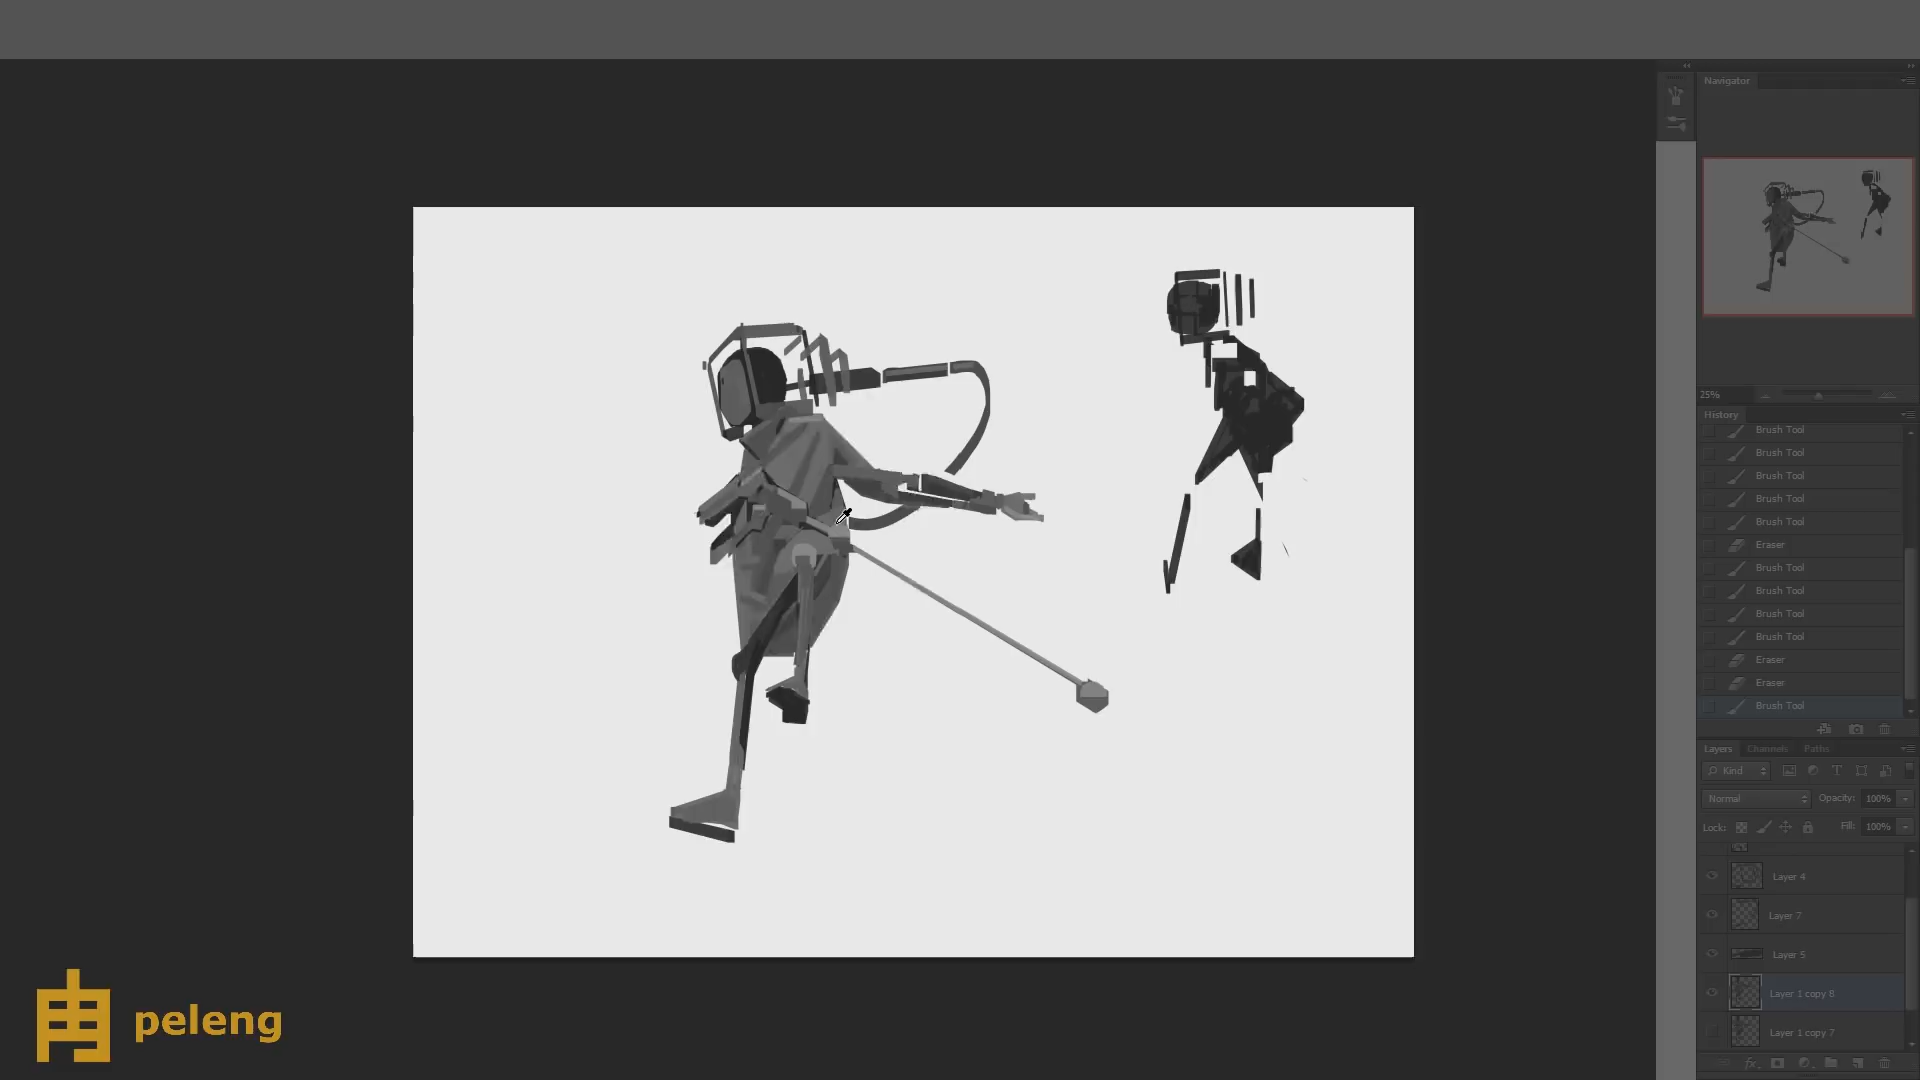 Navigator
25%
History
Brush Tool
Brush Tool
Brush Tool
Brush Tool
Brush Tool
Eraser
Brush Tool
Brush Tool
Brush Tool
Brush Tool
Eraser
Eraser
Brush Tool
Layers Channels Paths
Kind
Normal Opacity: 100%
Lock: Fill: 100%
Layer 4
Layer 7
Layer 5
Layer 1 copy 8
Layer 1 copy 7
fx
peleng